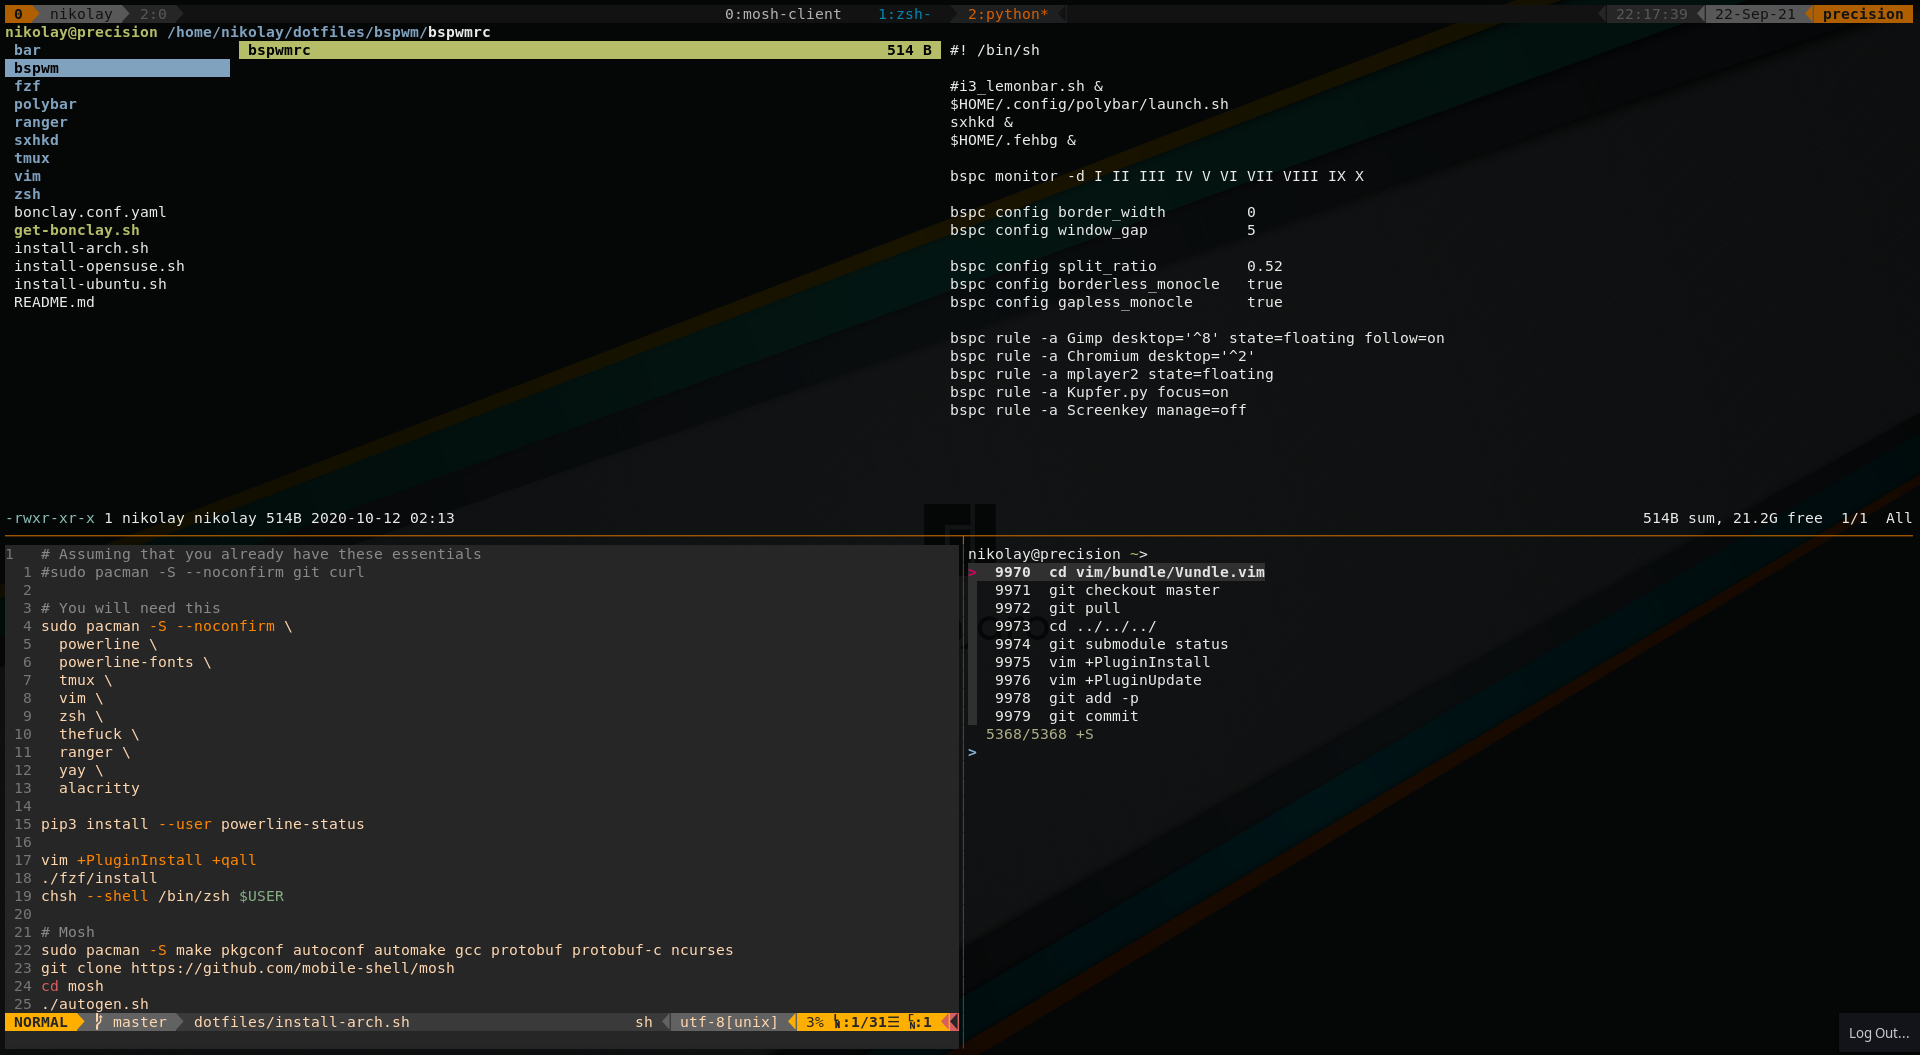 0 nikolay 2:0 0:mosh-client 1:zsh- 2:python* 22:17:39 22-Sep-21 precision
nikolay@precision /home/nikolay/dotfiles/bspwm/bspwmrc
bar
bspwm
fzf
polybar
ranger
sxhkd
tmux
vim
zsh
bonclay.conf.yaml
get-bonclay.sh
install-arch.sh
install-opensuse.sh
install-ubuntu.sh
README.md
bspwmrc 514 B
#! /bin/sh
#i3_lemonbar.sh &
$HOME/.config/polybar/launch.sh
sxhkd &
$HOME/.fehbg &
bspc monitor -d I II III IV V VI VII VIII IX X
bspc config border_width 0
bspc config window_gap 5
bspc config split_ratio 0.52
bspc config borderless_monocle true
bspc config gapless_monocle true
bspc rule -a Gimp desktop='^8' state=floating follow=on
bspc rule -a Chromium desktop='^2'
bspc rule -a mplayer2 state=floating
bspc rule -a Kupfer.py focus=on
bspc rule -a Screenkey manage=off
-rwxr-xr-x 1 nikolay nikolay 514B 2020-10-12 02:13 514B sum, 21.2G free 1/1 All
1 # Assuming that you already have these essentials
1 #sudo pacman -S --noconfirm git curl
2
3 # You will need this
4 sudo pacman -S --noconfirm \
5 powerline \
6 powerline-fonts \
7 tmux \
8 vim \
9 zsh \
10 thefuck \
11 ranger \
12 yay \
13 alacritty
14
15 pip3 install --user powerline-status
16
17 vim +PluginInstall +qall
18 ./fzf/install
19 chsh --shell /bin/zsh $USER
20
21 # Mosh
22 sudo pacman -S make pkgconf autoconf automake gcc protobuf protobuf-c ncurses
23 git clone https://github.com/mobile-shell/mosh
24 cd mosh
25 ./autogen.sh
NORMAL master dotfiles/install-arch.sh sh utf-8[unix] 3% :1/31☰ :1
nikolay@precision ~>
> 9970 cd vim/bundle/Vundle.vim
9971 git checkout master
9972 git pull
9973 cd ../../../
9974 git submodule status
9975 vim +PluginInstall
9976 vim +PluginUpdate
9978 git add -p
9979 git commit
5368/5368 +S
>
Log Out...